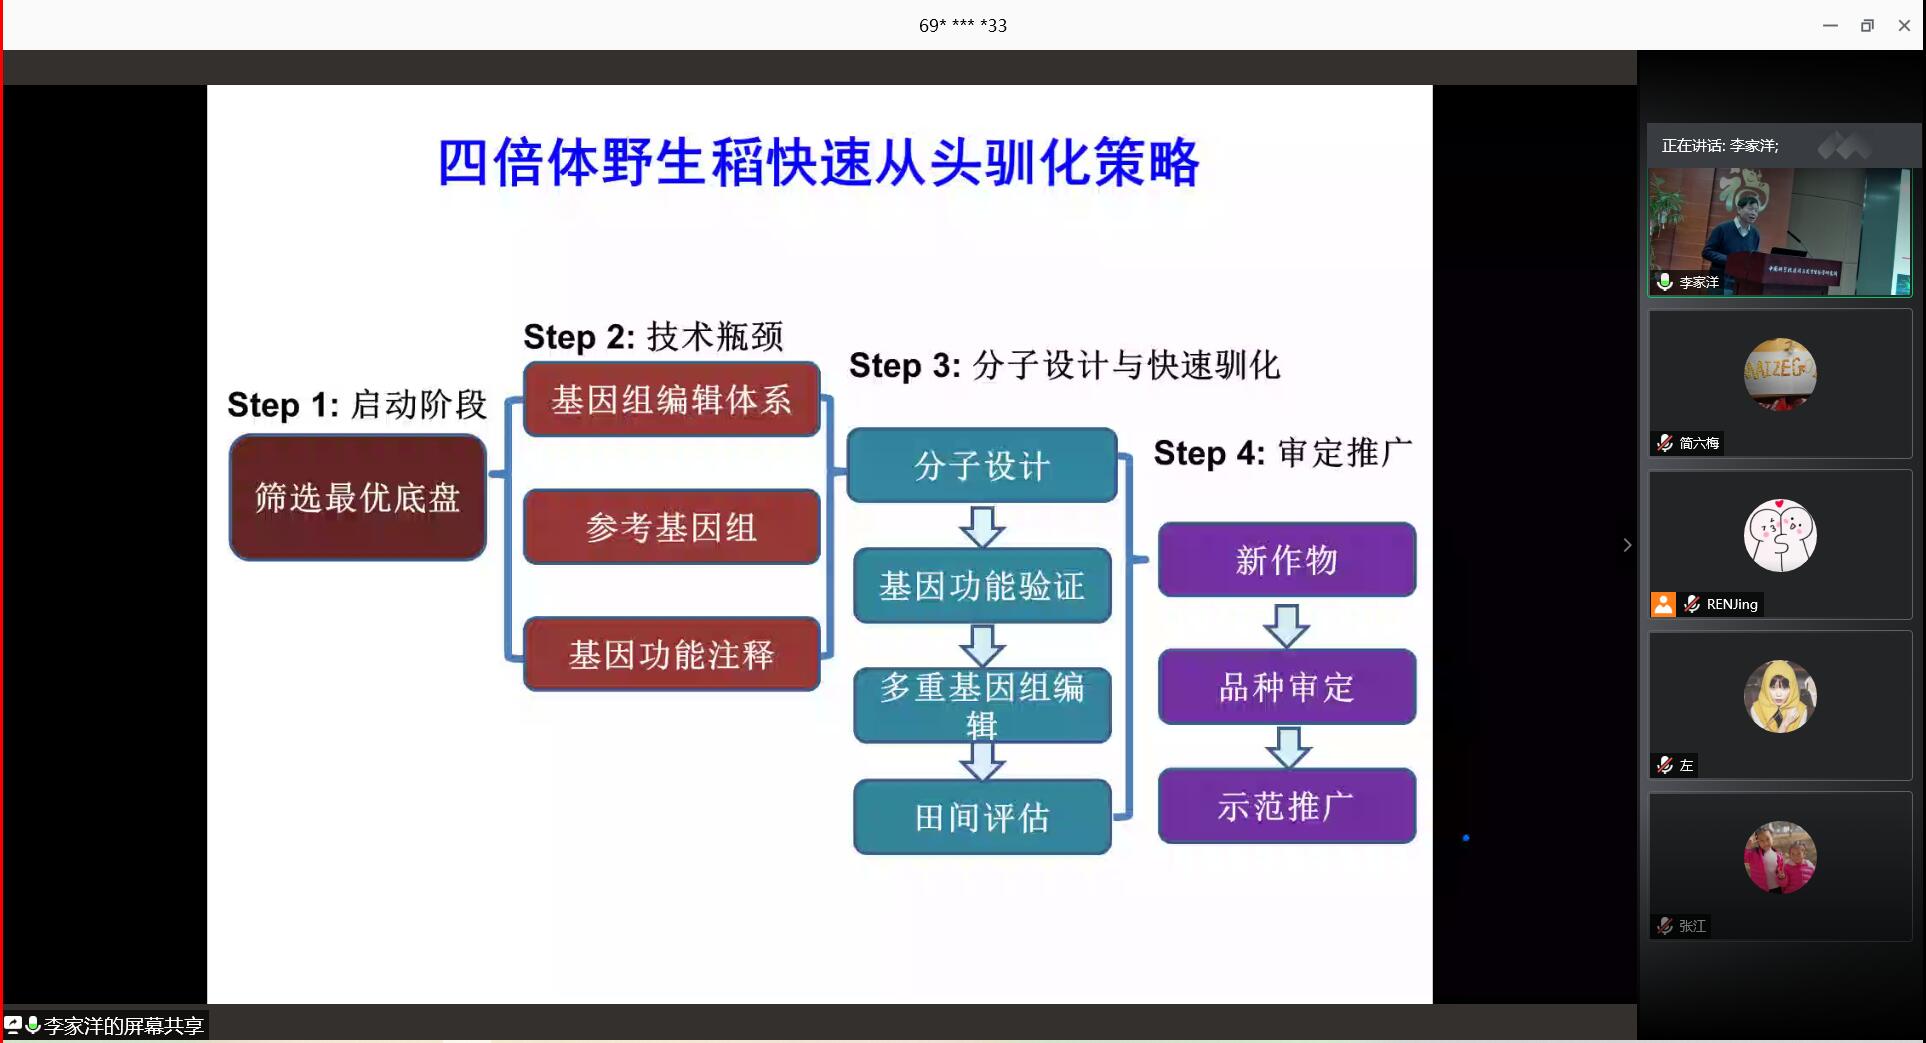 69* *** *33
四倍体野生稻快速从头驯化策略
Step 1: 启动阶段
筛选最优底盘
Step 2: 技术瓶颈
基因组编辑体系
参考基因组
基因功能注释
Step 3: 分子设计与快速驯化
分子设计
基因功能验证
多重基因组编
辑
田间评估
Step 4: 审定推广
新作物
品种审定
示范推广
正在讲话: 李家洋;
李家洋
简六梅
RENJing
左
张江
李家洋的屏幕共享